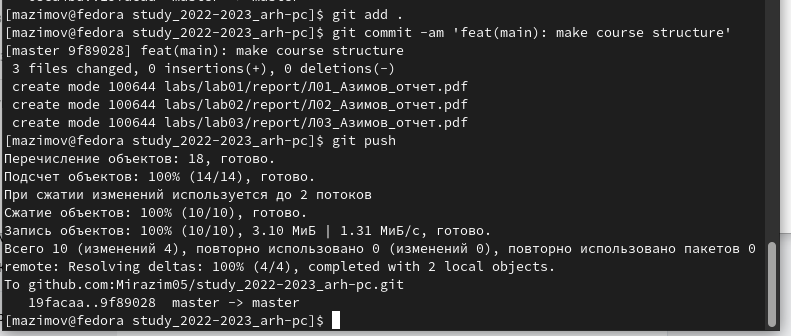 [mazimov@fedora study_2022-2023_arh-pc]$ git add .
[mazimov@fedora study_2022-2023_arh-pc]$ git commit -am 'feat(main): make course structure'
[master 9f89028] feat(main): make course structure
 3 files changed, 0 insertions(+), 0 deletions(-)
 create mode 100644 labs/lab01/report/Л01_Азимов_отчет.pdf
 create mode 100644 labs/lab02/report/Л02_Азимов_отчет.pdf
 create mode 100644 labs/lab03/report/Л03_Азимов_отчет.pdf
[mazimov@fedora study_2022-2023_arh-pc]$ git push
Перечисление объектов: 18, готово.
Подсчет объектов: 100% (14/14), готово.
При сжатии изменений используется до 2 потоков
Сжатие объектов: 100% (10/10), готово.
Запись объектов: 100% (10/10), 3.10 МиБ | 1.31 МиБ/с, готово.
Всего 10 (изменений 4), повторно использовано 0 (изменений 0), повторно использовано пакетов 0
remote: Resolving deltas: 100% (4/4), completed with 2 local objects.
To github.com:Mirazim05/study_2022-2023_arh-pc.git
   19facaa..9f89028  master -> master
[mazimov@fedora study_2022-2023_arh-pc]$